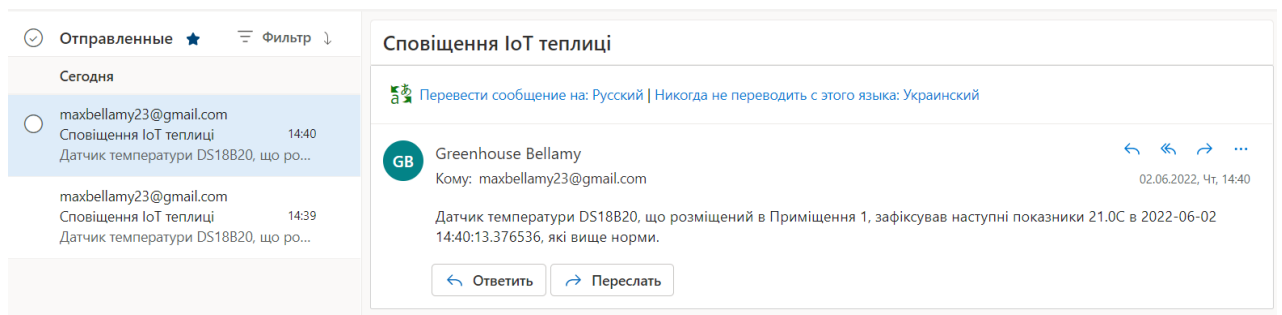 Отправленные
Фильтр
Сегодня
maxbellamy23@gmail.com
Сповіщення IoT теплиці 14:40
Датчик температури DS18B20, що ро...
maxbellamy23@gmail.com
Сповіщення IoT теплиці 14:39
Датчик температури DS18B20, що ро...
Сповіщення IoT теплиці
Перевести сообщение на: Русский | Никогда не переводить с этого языка: Украинский
GB
Greenhouse Bellamy
Кому: maxbellamy23@gmail.com
02.06.2022, Чт, 14:40
Датчик температури DS18B20, що розміщений в Приміщення 1, зафіксував наступні показники 21.0C в 2022-06-02
14:40:13.376536, які вище норми.
Ответить
Переслать